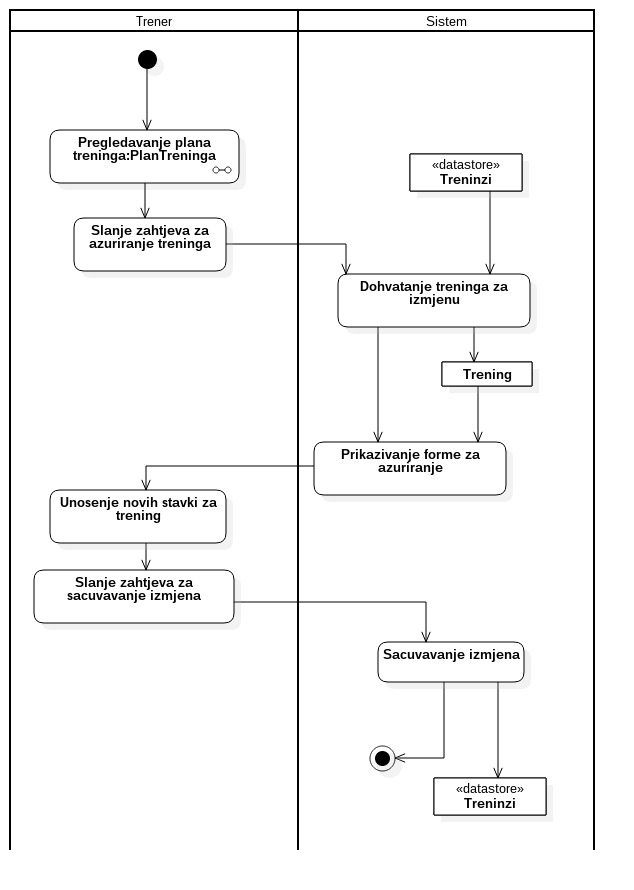 Trener
Sistem
Pregledavanje plana
treninga:PlanTreninga
«datastore»
Treninzi
Slanje zahtjeva za
azuriranje treninga
Dohvatanje treninga za
izmjenu
Trening
Prikazivanje forme za
azuriranje
Unosenje novih stavki za
trening
Slanje zahtjeva za
sacuvavanje izmjena
Sacuvavanje izmjena
«datastore»
Treninzi